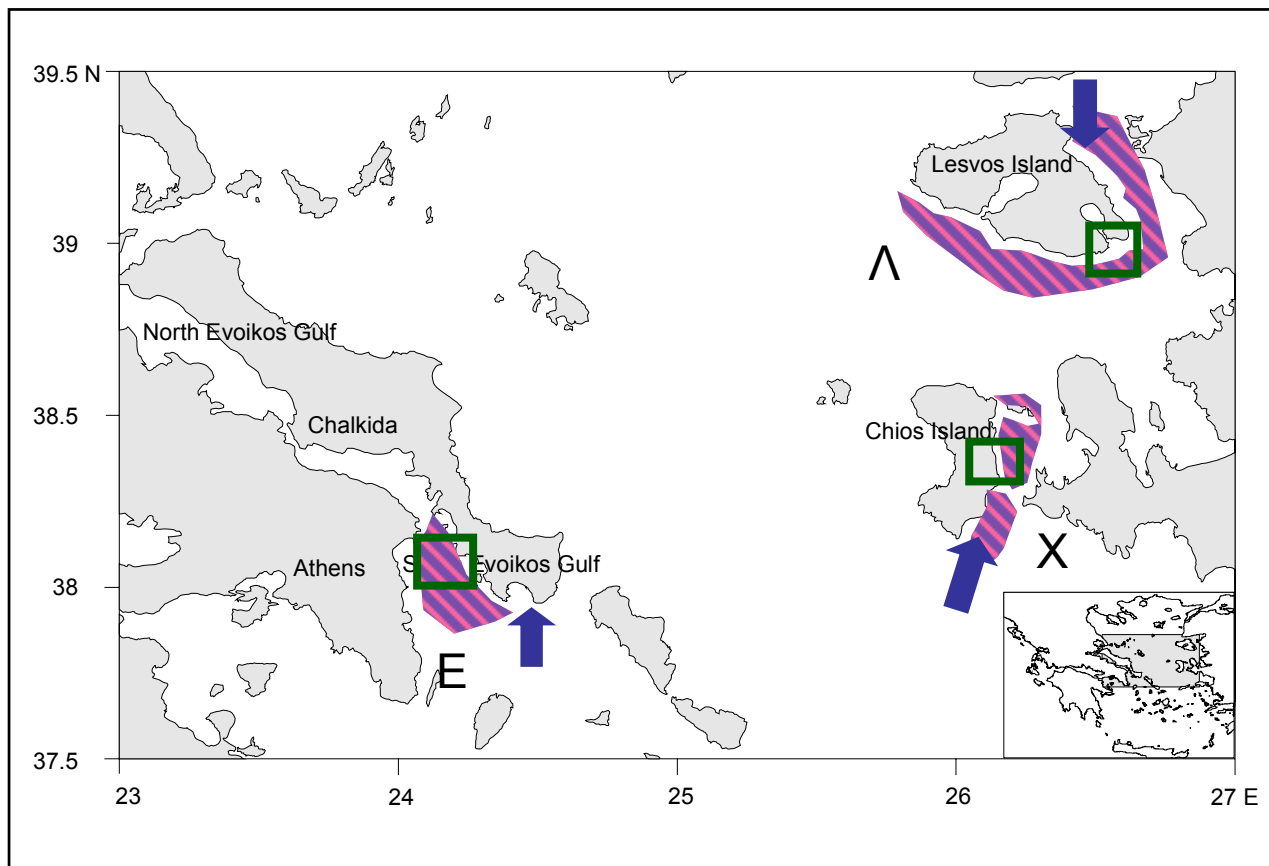 39.5 N
Lesvos Island
39
Λ
North Evoikos Gulf
38.5
Chalkida
Chios Island
X
Athens
S Evoikos Gulf
38
E
37.5
23
24
25
26
27 E